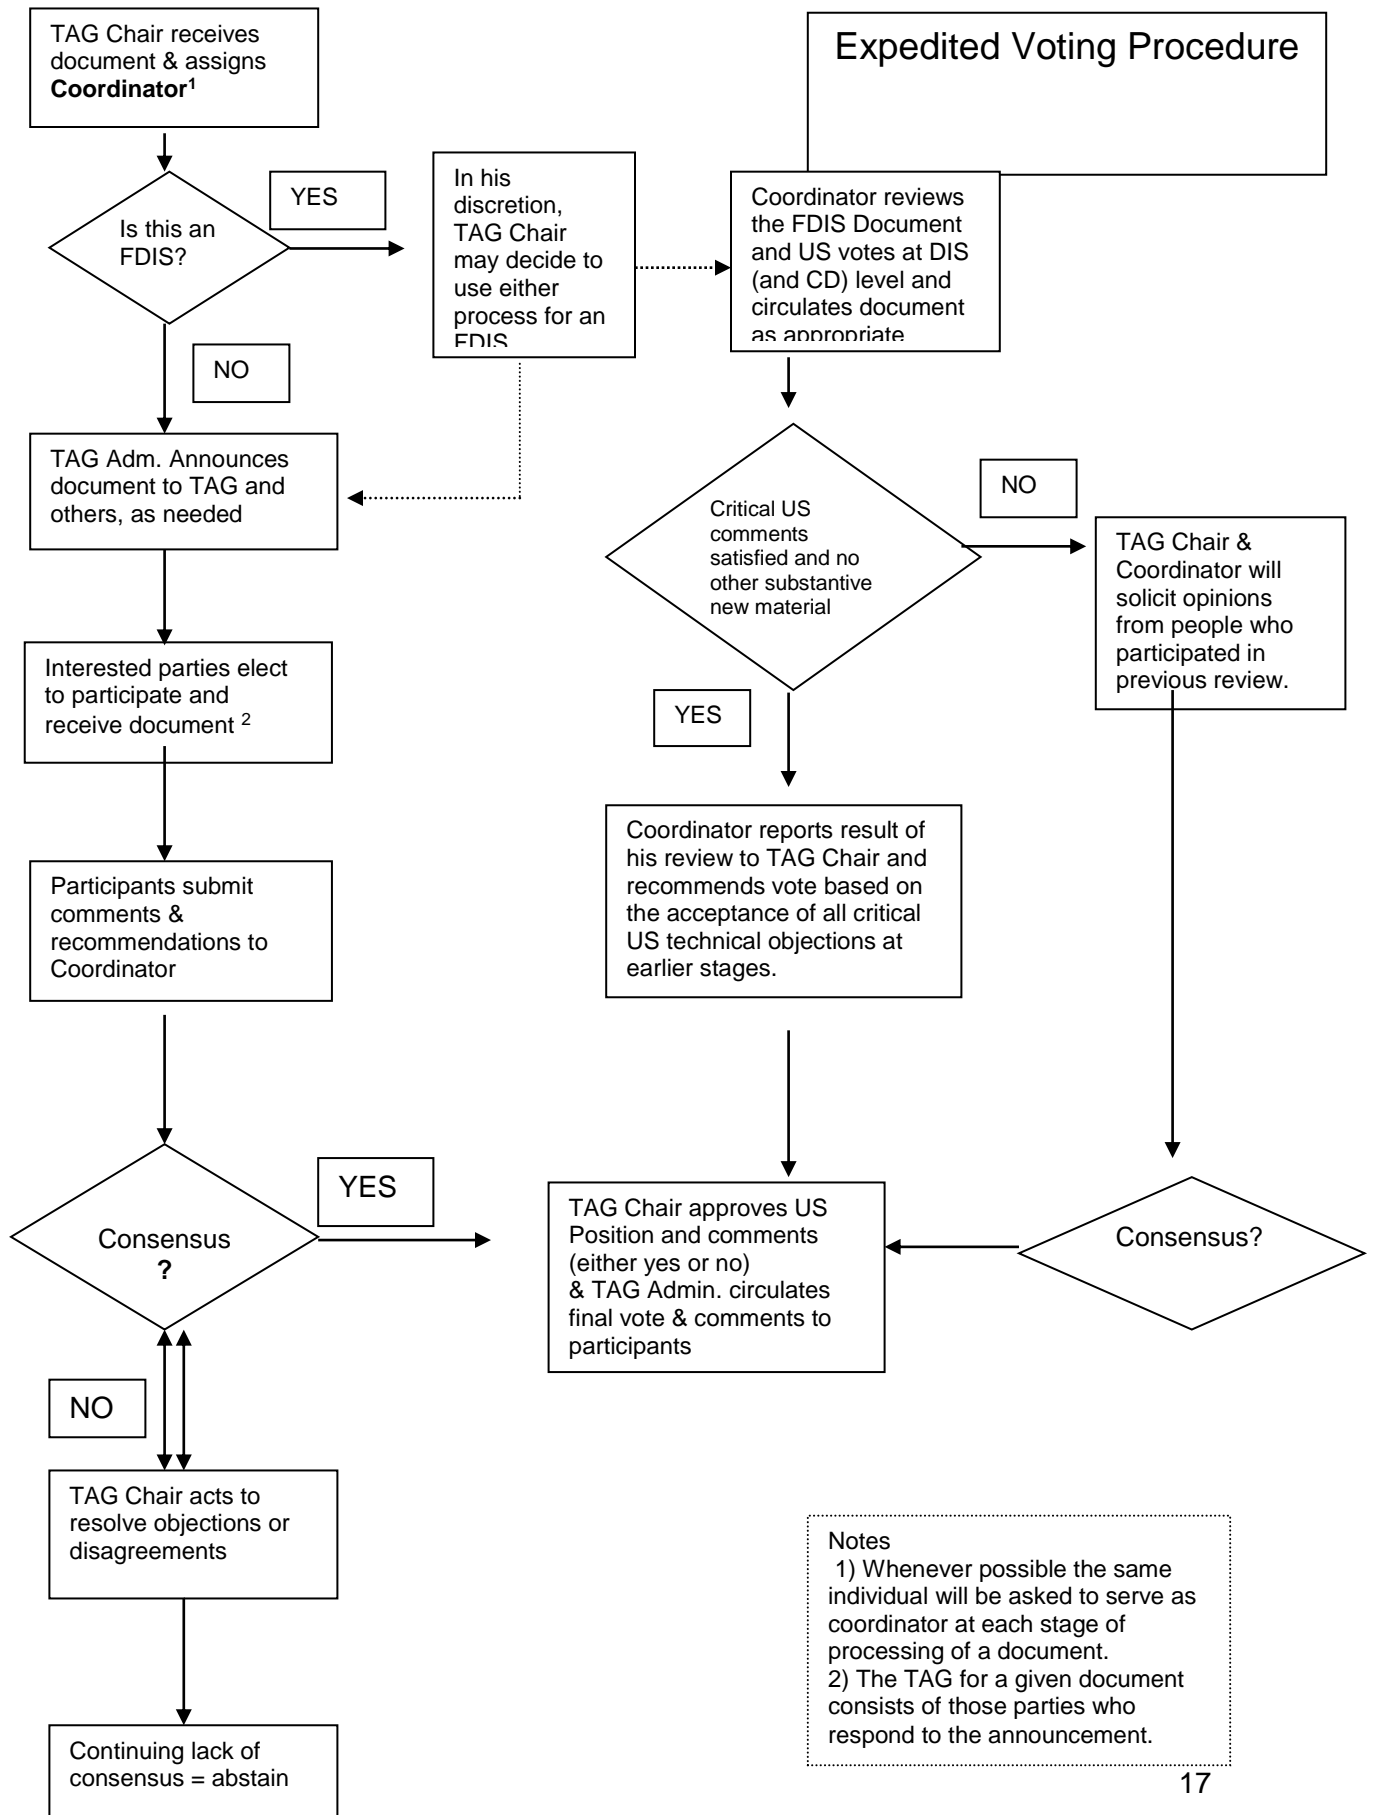 TAG Chair receives
document & assigns
Coordinator¹
Expedited Voting Procedure
Is this an
FDIS?
YES
In his
discretion,
TAG Chair
may decide to
use either
process for an
FDIS
Coordinator reviews
the FDIS Document
and US votes at DIS
(and CD) level and
circulates document
as appropriate
NO
TAG Adm. Announces
document to TAG and
others, as needed
Critical US
comments
satisfied and no
other substantive
new material
NO
TAG Chair &
Coordinator will
solicit opinions
from people who
participated in
previous review.
Interested parties elect
to participate and
receive document ²
YES
Coordinator reports result of
his review to TAG Chair and
recommends vote based on
the acceptance of all critical
US technical objections at
earlier stages.
Participants submit
comments &
recommendations to
Coordinator
Consensus
?
YES
TAG Chair approves US
Position and comments
(either yes or no)
& TAG Admin. circulates
final vote & comments to
participants
Consensus?
NO
TAG Chair acts to
resolve objections or
disagreements
Continuing lack of
consensus = abstain
Notes
1) Whenever possible the same
individual will be asked to serve as
coordinator at each stage of
processing of a document.
2) The TAG for a given document
consists of those parties who
respond to the announcement.
17